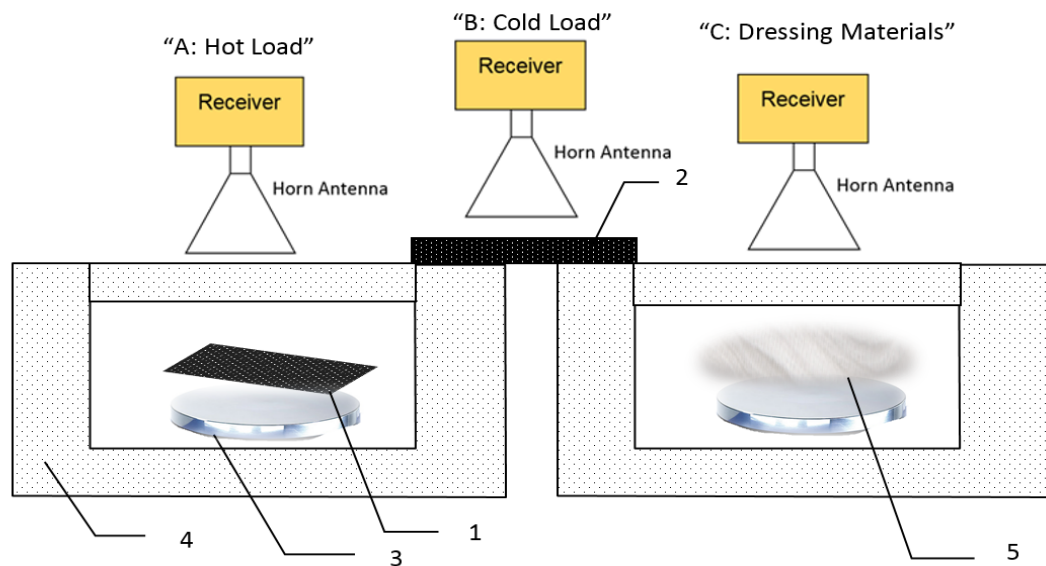 “A: Hot Load”
“B: Cold Load”
“C: Dressing Materials”
Receiver
Receiver
Receiver
Horn Antenna
Horn Antenna
Horn Antenna
2
4
3
1
5